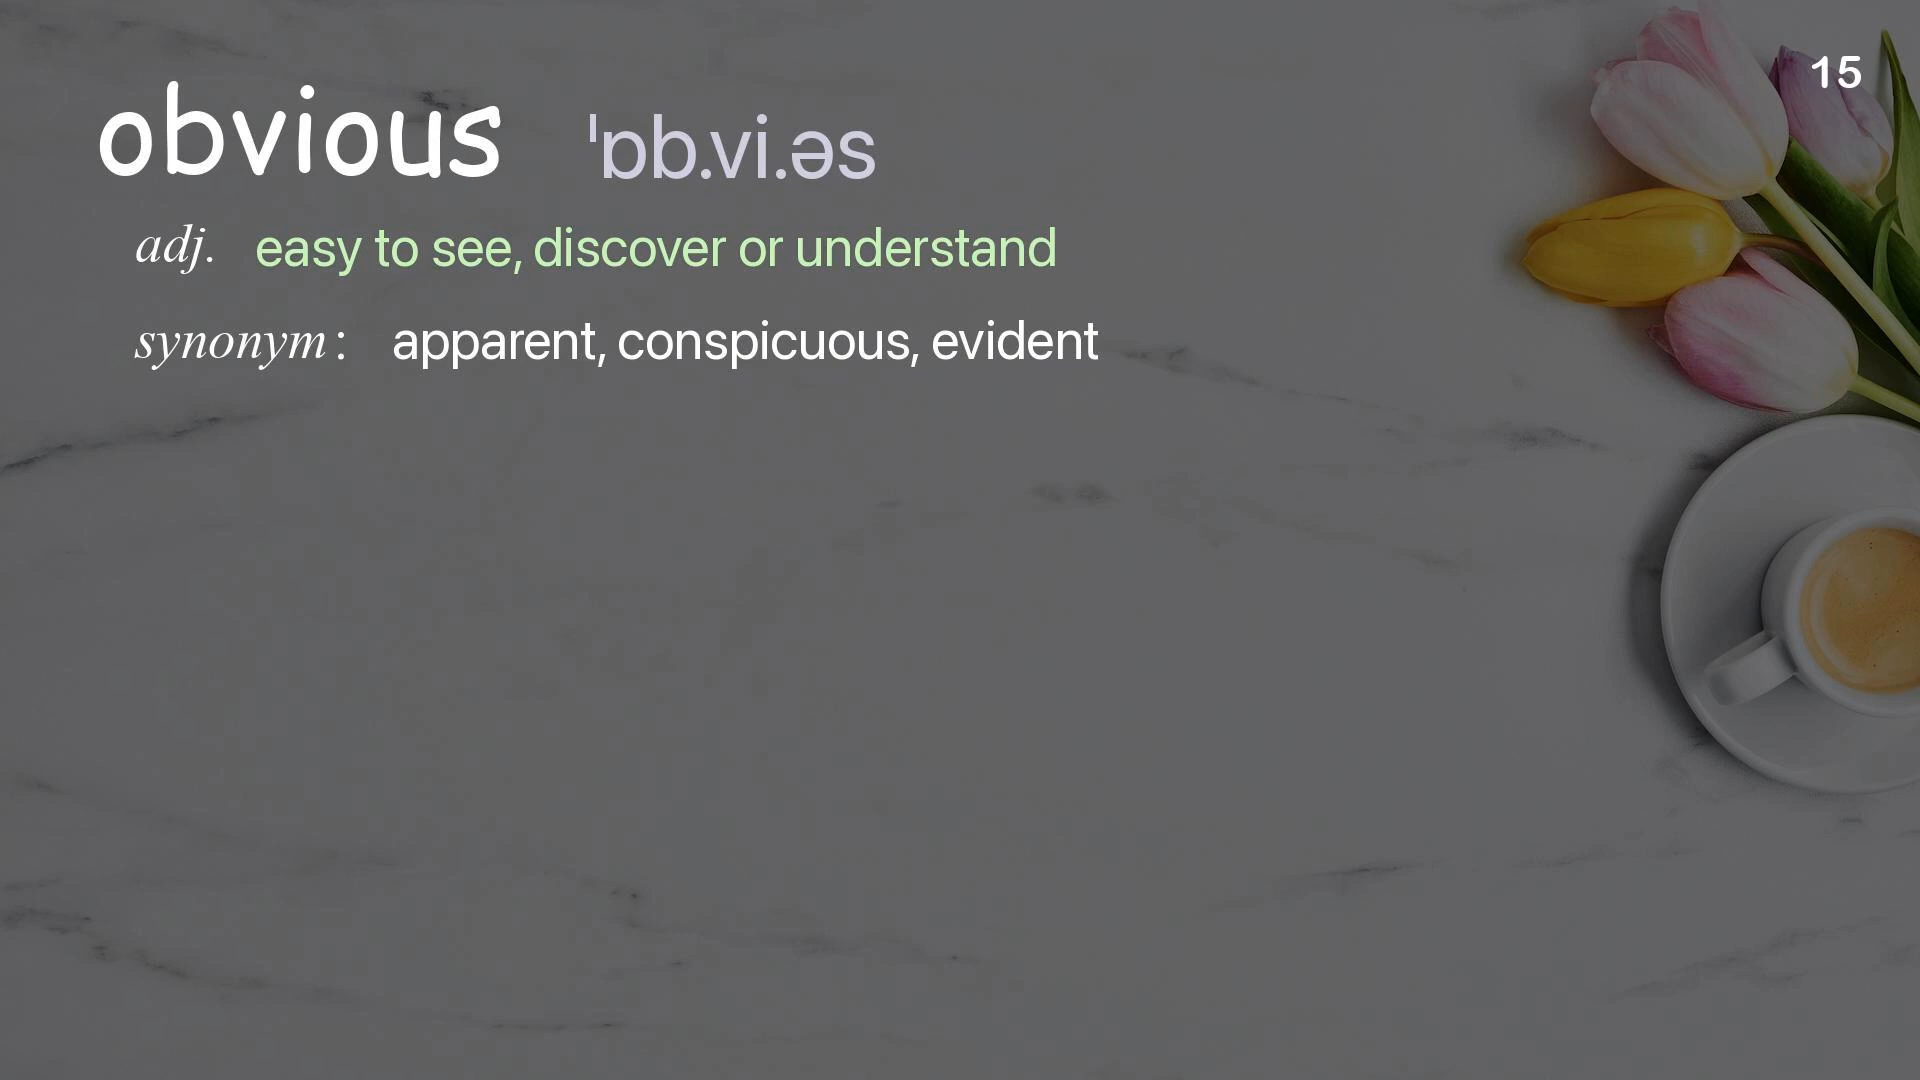 15
obvious ˈɒb.vi.əs
adj. easy to see, discover or understand
synonym : apparent, conspicuous, evident